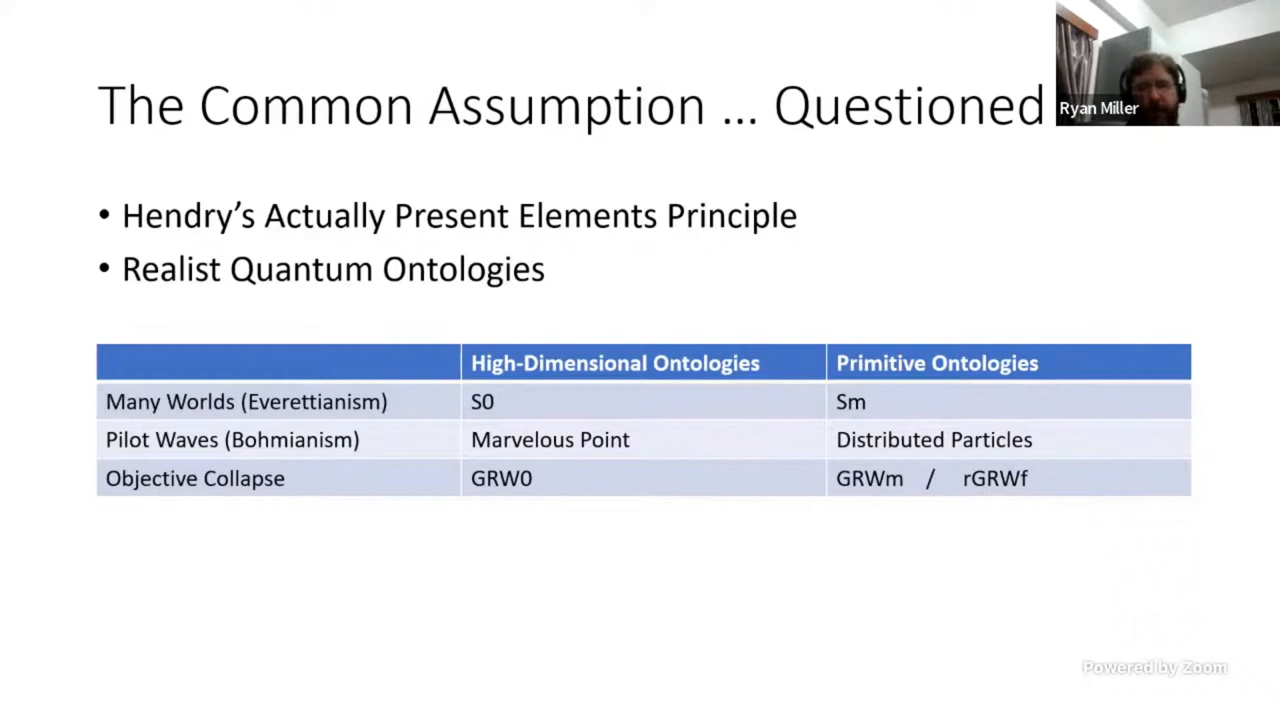 The Common Assumption … Questioned
Ryan Miller
• Hendry’s Actually Present Elements Principle
• Realist Quantum Ontologies
High-Dimensional Ontologies Primitive Ontologies
Many Worlds (Everettianism) S0 Sm
Pilot Waves (Bohmianism) Marvelous Point Distributed Particles
Objective Collapse GRW0 GRWm / rGRWf
Powered by Zoom